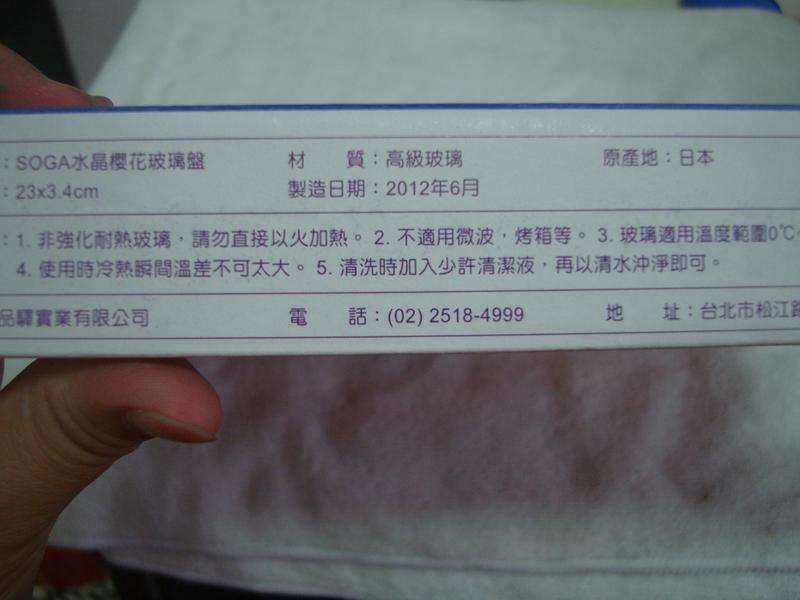 ：SOGA水晶櫻花玻璃盤 材 質：高級玻璃 原產地：日本
：23x3.4cm 製造日期：2012年6月
：1. 非強化耐熱玻璃，請勿直接以火加熱。 2. 不適用微波，烤箱等。 3. 玻璃適用溫度範圍0℃~
4. 使用時冷熱瞬間溫差不可太大。 5. 清洗時加入少許清潔液，再以清水沖淨即可。
品驛實業有限公司 電 話：(02) 2518-4999 地 址：台北市松江路